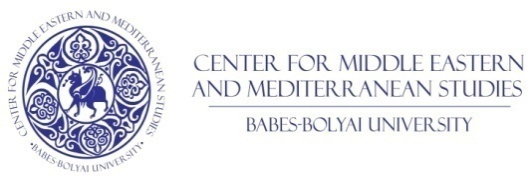 CENTER FOR MIDDLE EASTERN AND MEDITERRANEAN STUDIES
•BABES-BOLYAI UNIVERSITY•
CENTER FOR MIDDLE EASTERN
AND MEDITERRANEAN STUDIES
BABES-BOLYAI UNIVERSITY